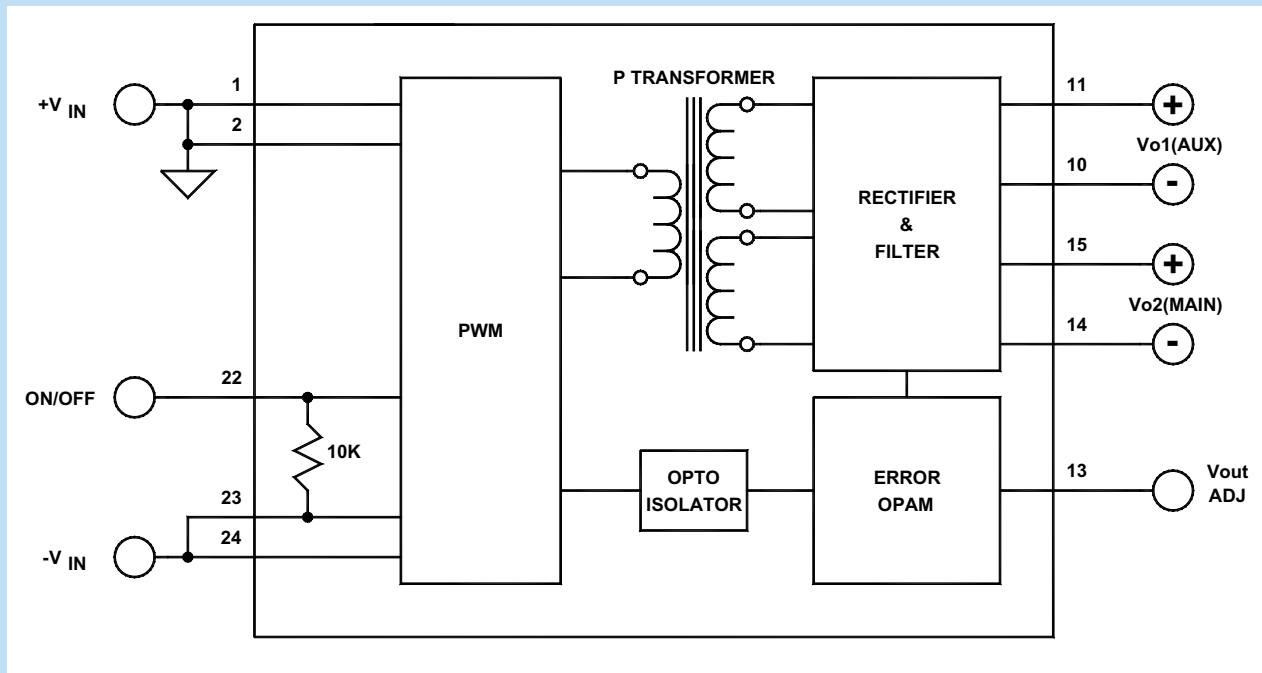 P TRANSFORMER
+V IN
1
2
11
+
Vo1(AUX)
10
-
RECTIFIER
&
FILTER
15
+
Vo2(MAIN)
14
-
PWM
ON/OFF
22
10K
23
24
-V IN
OPTO
ISOLATOR
ERROR
OPAM
13
Vout
ADJ